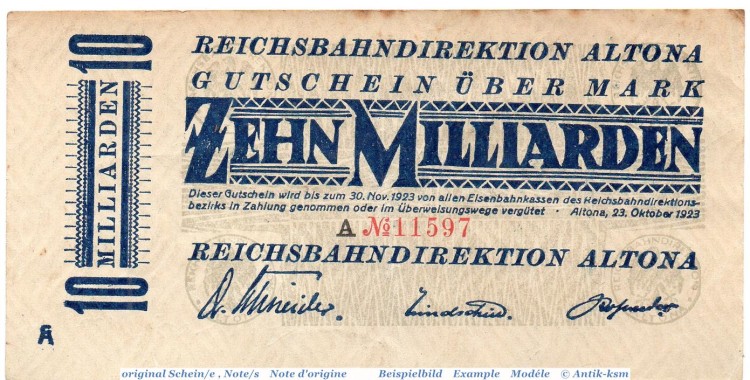 10 MILLIARDEN 10
REICHSBAHNDIREKTION ALTONA
GUTSCHEIN ÜBER MARK
ZEHN MILLIARDEN
Dieser Gutschein wird bis zum 30. Nov. 1923 von allen Eisenbahnkassen des Reichsbahndirektions-
bezirks in Zahlung genommen oder im Überweisungswege vergütet · Altona, 23. Oktober 1923
A №11597
REICHSBAHNDIREKTION ALTONA
A
original Schein/e , Note/s Note d'origine Beispielbild Example Modéle © Antik-ksm